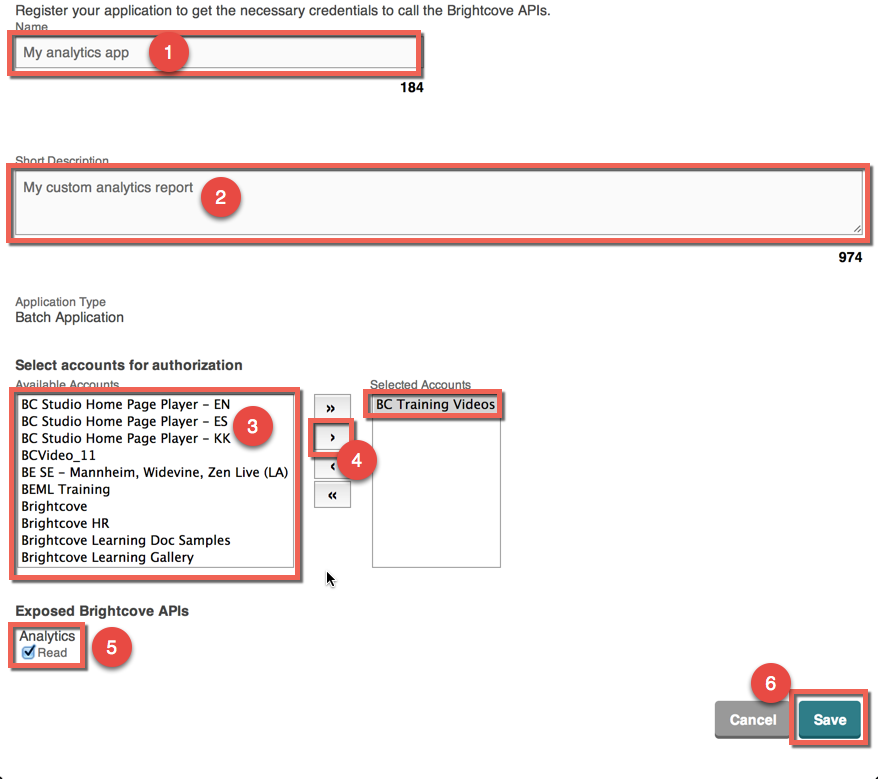 Register your application to get the necessary credentials to call the Brightcove APIs.
Name
My analytics app
1
184
Short Description
My custom analytics report
2
974
Application Type
Batch Application
Select accounts for authorization
Available Accounts
Selected Accounts
BC Studio Home Page Player - EN
BC Studio Home Page Player - ES
BC Studio Home Page Player - KK
BCVideo_11
BE SE - Mannheim, Widevine, Zen Live (LA)
BEML Training
Brightcove
Brightcove HR
Brightcove Learning Doc Samples
Brightcove Learning Gallery
3
»
›
‹
«
4
BC Training Videos
Exposed Brightcove APIs
Analytics
Read
5
6
Cancel
Save